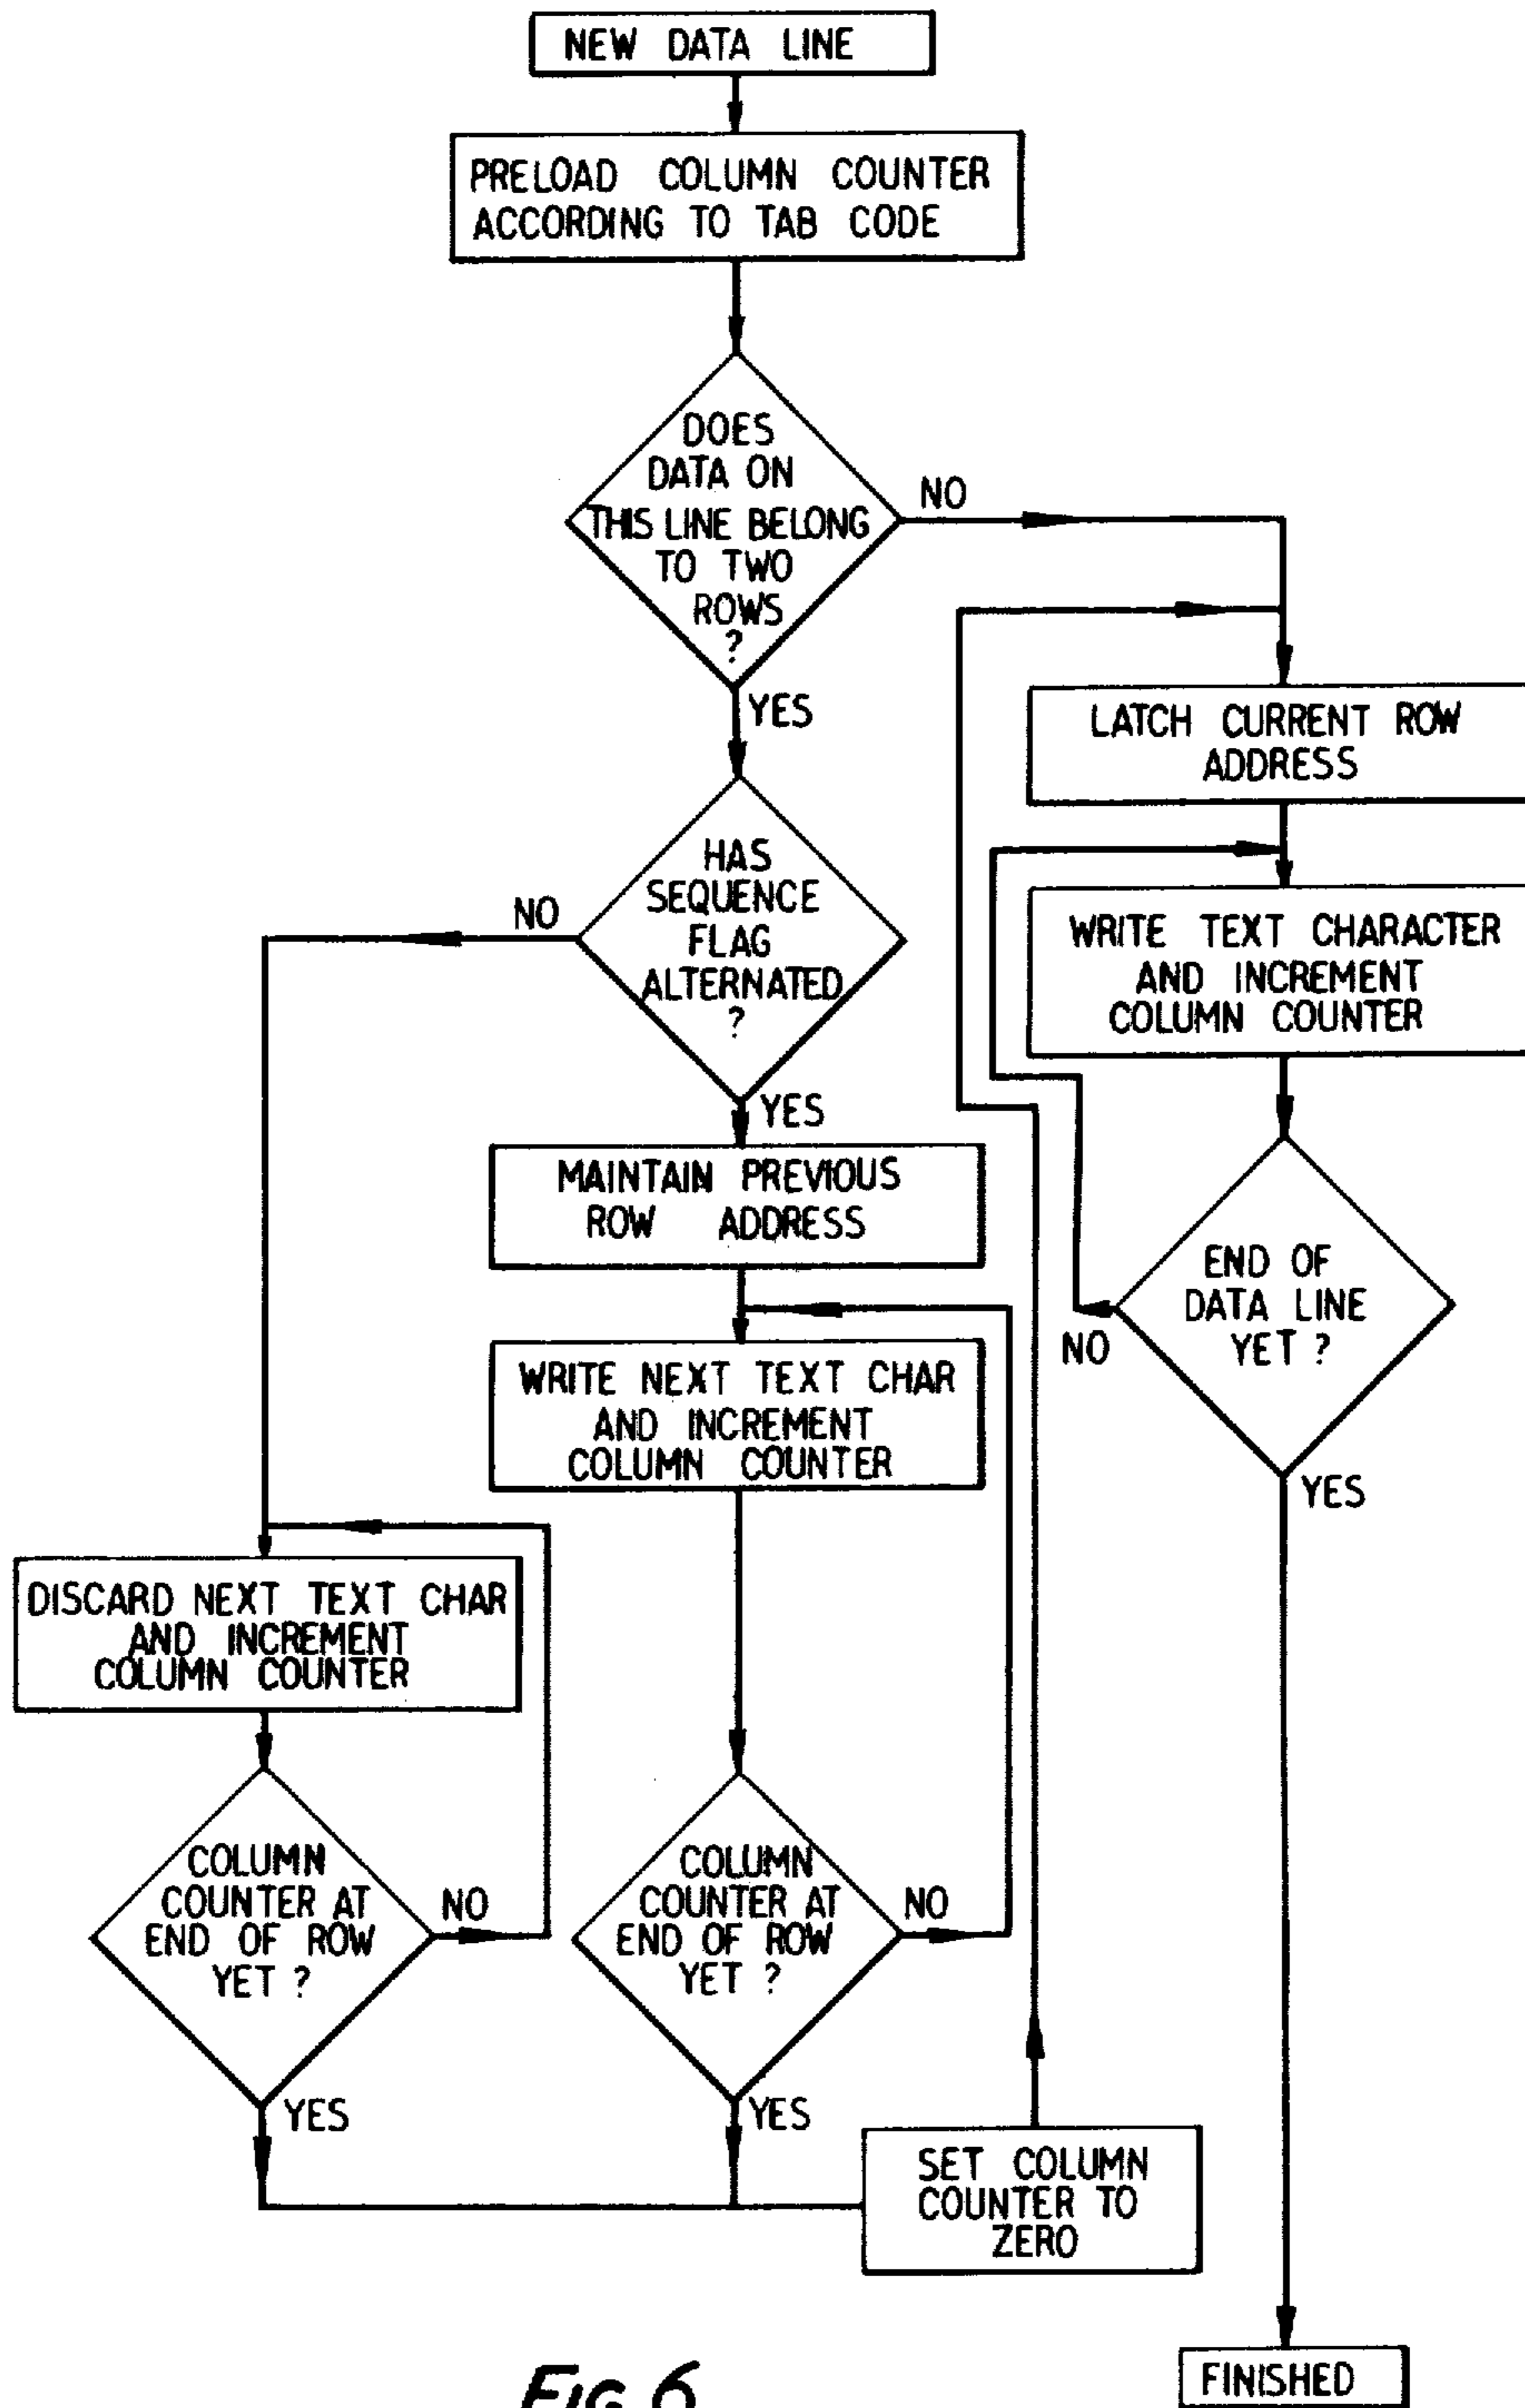 NEW DATA LINE
PRELOAD COLUMN COUNTER
ACCORDING TO TAB CODE
DOES
DATA ON
THIS LINE BELONG
TO TWO
ROWS
?
NO
YES
LATCH CURRENT ROW
ADDRESS
HAS
SEQUENCE
FLAG
ALTERNATED
?
NO
YES
WRITE TEXT CHARACTER
AND INCREMENT
COLUMN COUNTER
MAINTAIN PREVIOUS
ROW ADDRESS
END OF
DATA LINE
YET ?
NO
YES
WRITE NEXT TEXT CHAR
AND INCREMENT
COLUMN COUNTER
DISCARD NEXT TEXT CHAR
AND INCREMENT
COLUMN COUNTER
COLUMN
COUNTER AT
END OF ROW
YET ?
NO
YES
COLUMN
COUNTER AT
END OF ROW
YET ?
NO
YES
SET COLUMN
COUNTER TO
ZERO
FINISHED
FIG 6